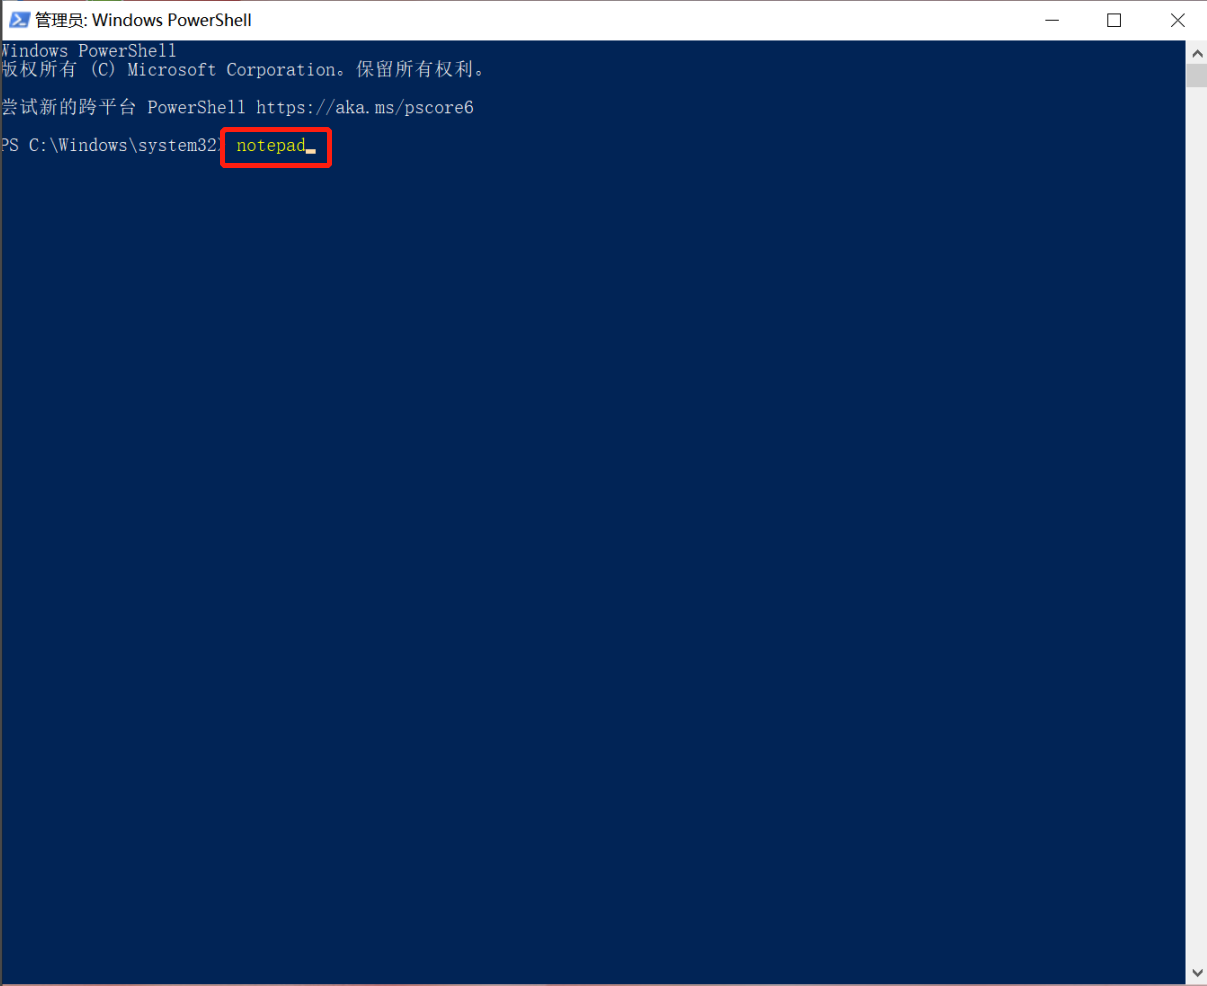 管理员: Windows PowerShell
Windows PowerShell
版权所有 (C) Microsoft Corporation。保留所有权利。
尝试新的跨平台 PowerShell https://aka.ms/pscore6
PS C:\Windows\system32> notepad_